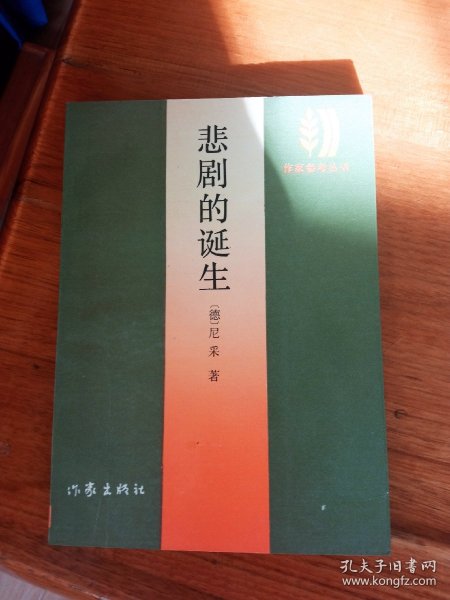 作家参考丛书
悲剧的诞生
〔德〕尼采 著
作家出版社
孔夫子旧书网
www.kongfz.com